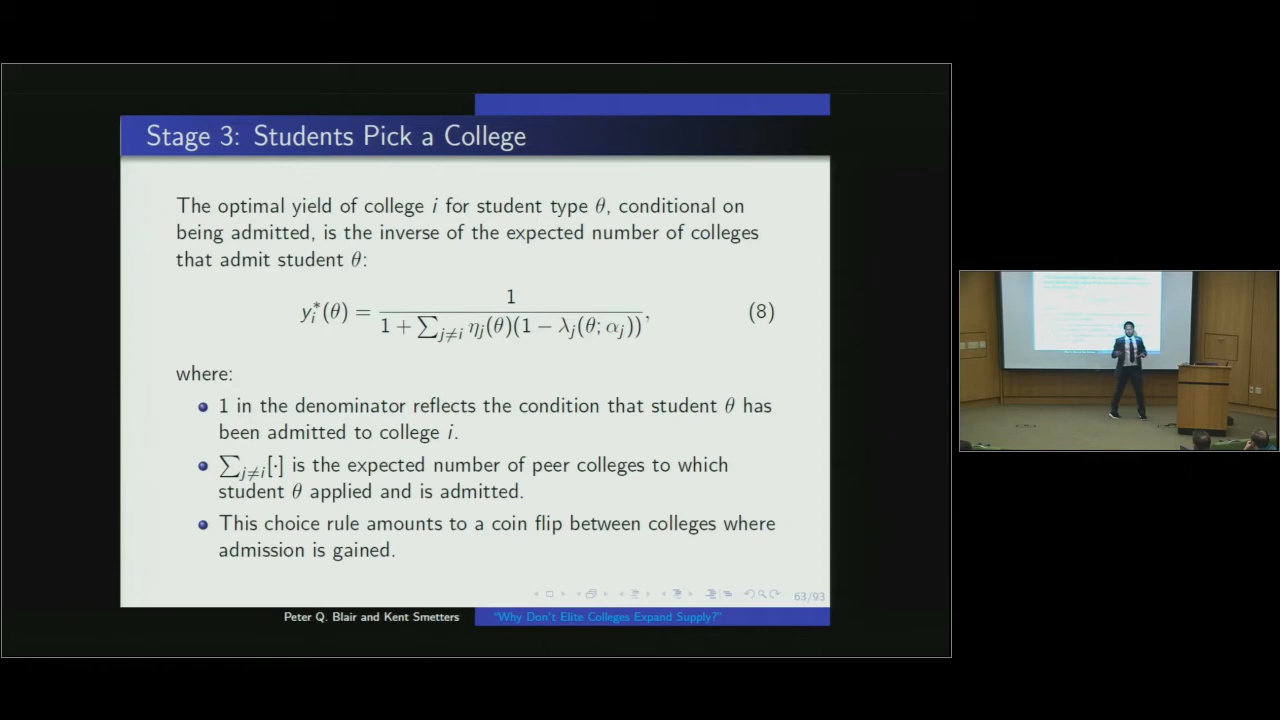 Stage 3: Students Pick a College
The optimal yield of college i for student type θ, conditional on
being admitted, is the inverse of the expected number of colleges
that admit student θ:
y*ᵢ(θ) = 1 / (1 + ∑_{j≠i} ηⱼ(θ)(1 − λⱼ(θ; αⱼ))), (8)
where:
1 in the denominator reflects the condition that student θ has
been admitted to college i.
∑_{j≠i}[·] is the expected number of peer colleges to which
student θ applied and is admitted.
This choice rule amounts to a coin flip between colleges where
admission is gained.
63/93
Peter Q. Blair and Kent Smetters
"Why Don't Elite Colleges Expand Supply?"